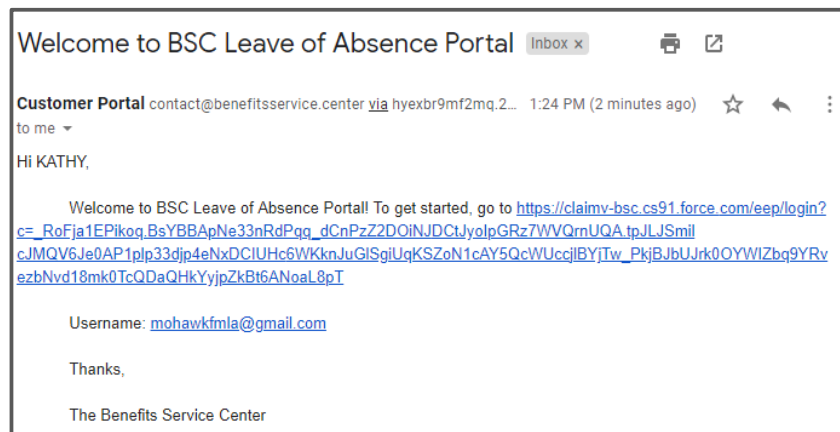 Welcome to BSC Leave of Absence Portal Inbox x
Customer Portal contact@benefitsservice.center via hyexbr9mf2mq.2... 1:24 PM (2 minutes ago)
to me
Hi KATHY,
Welcome to BSC Leave of Absence Portal! To get started, go to https://claimv-bsc.cs91.force.com/eep/login?
c=_RoFja1EPikoq.BsYBBApNe33nRdPqq_dCnPzZ2DOiNJDCtJyoIpGRz7WVQrnUQA.tpJLJSmil
cJMQV6Je0AP1plp33djp4eNxDCIUHc6WKknJuGlSgiUqKSZoN1cAY5QcWUccjlBYjTw_PkjBJbUJrk0OYWIZbq9YRv
ezbNvd18mk0TcQDaQHkYyjpZkBt6ANoaL8pT
Username: mohawkfmla@gmail.com
Thanks,
The Benefits Service Center